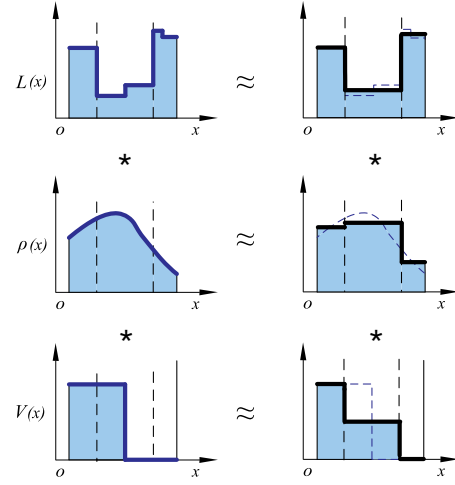 L(x) ≈
o x o x
* *
ρ(x) ≈
o x o x
* *
V(x) ≈
o x o x